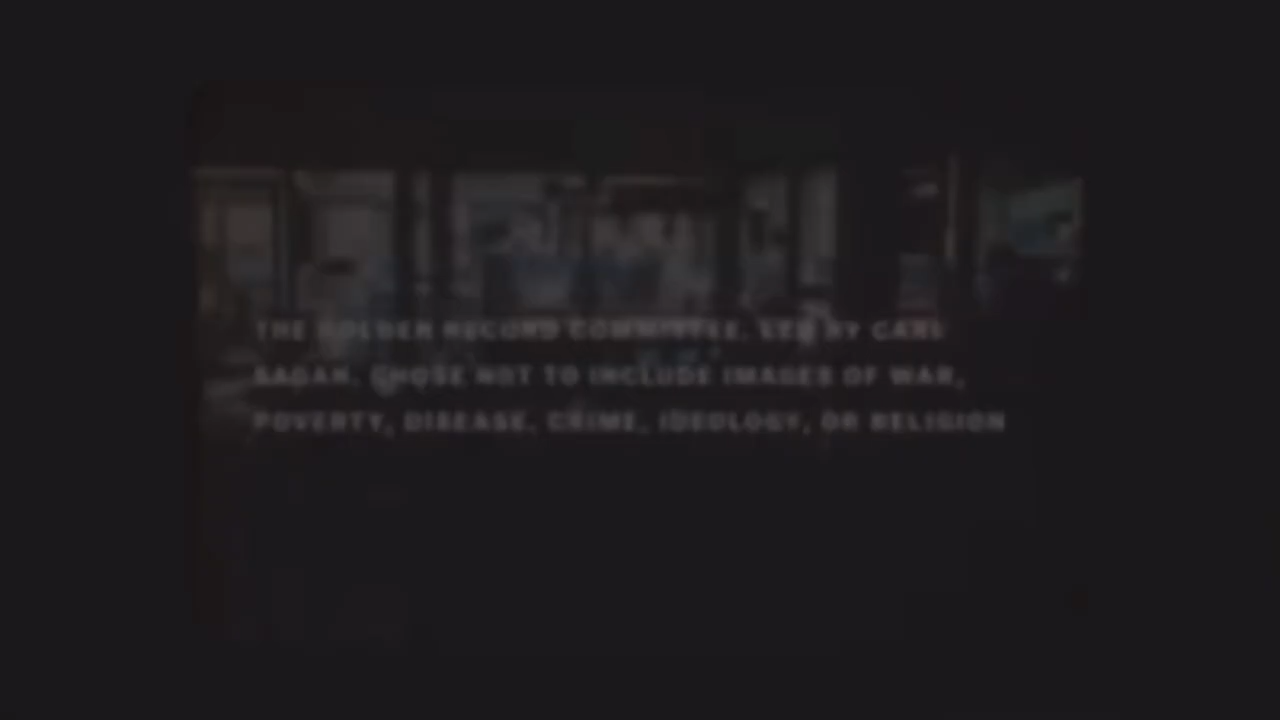 THE GOLDEN RECORD COMMITTEE, LED BY CARL
SAGAN, CHOSE NOT TO INCLUDE IMAGES OF WAR,
POVERTY, DISEASE, CRIME, IDEOLOGY, OR RELIGION